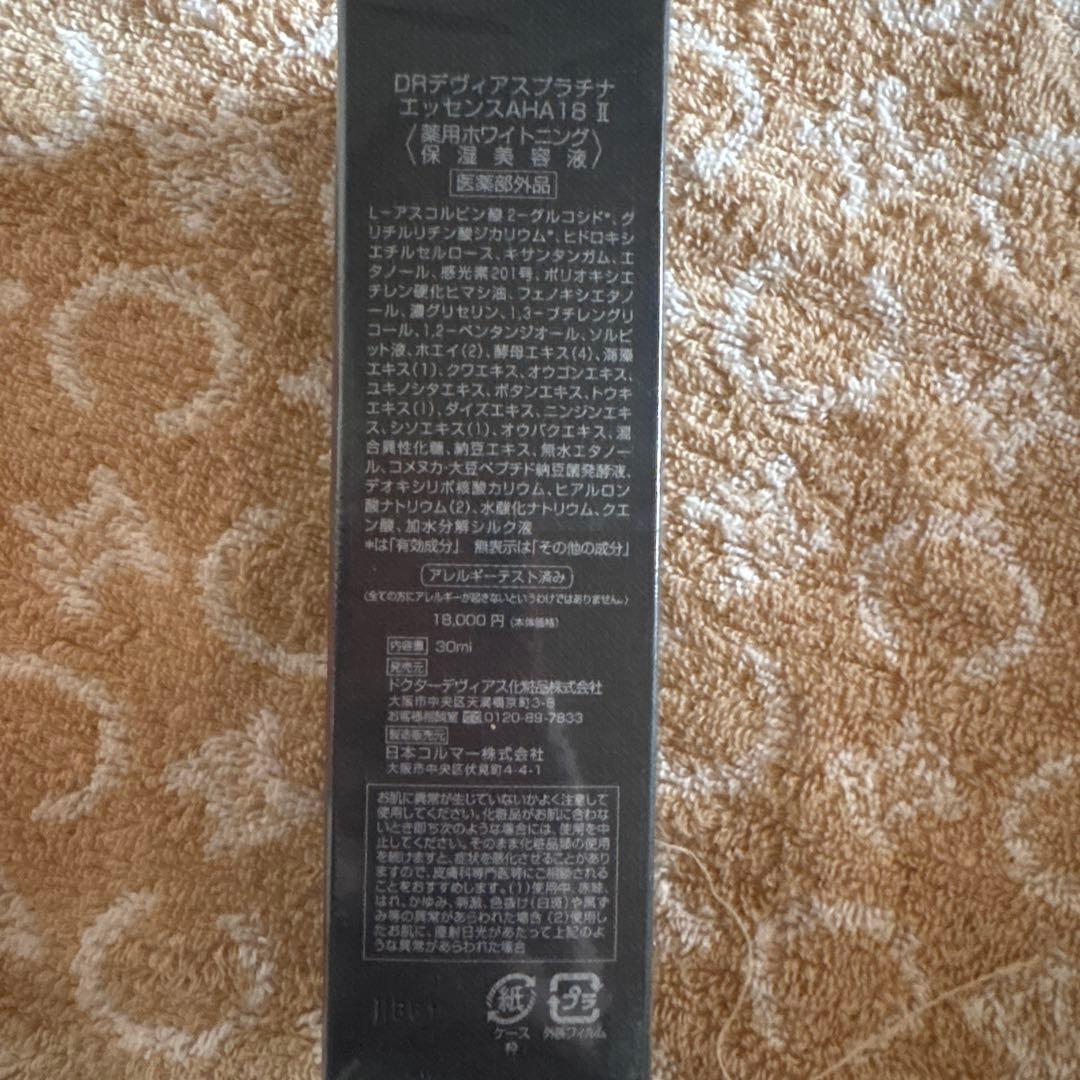 DRデヴィアスプラチナ
エッセンスAHA18 Ⅱ
〈薬用ホワイトニング
保湿美容液〉
医薬部外品
L-アスコルビン酸 2-グルコシド*、グ
リチルリチン酸ジカリウム*、ヒドロキシ
エチルセルロース、キサンタンガム、エ
タノール、感光素201号、ポリオキシエ
チレン硬化ヒマシ油、フェノキシエタノ
ール、濃グリセリン、1,3-ブチレングリ
コール、1,2-ペンタンジオール、ソルビ
ット液、ホエイ(2)、酵母エキス(4)、海藻
エキス(1)、クワエキス、オウゴンエキス、
ユキノシタエキス、ボタンエキス、トウキ
エキス(1)、ダイズエキス、ニンジンエキ
ス、シソエキス(1)、オウバクエキス、混
合異性化糖、納豆エキス、無水エタノー
ル、コメヌカ・大豆ペプチド納豆菌発酵液、
デオキシリボ核酸カリウム、ヒアルロン
酸ナトリウム(2)、水酸化ナトリウム、クエ
ン酸、加水分解シルク液
*は「有効成分」 無表示は「その他の成分」
アレルギーテスト済み
(全ての方にアレルギーが起きないというわけではありません。)
18,000円(本体価格)
内容量 30ml
発売元
ドクターデヴィアス化粧品株式会社
大阪市中央区天満橋京町3-6
お客様相談室 0120-89-7833
製造販売元
日本コルマー株式会社
大阪市中央区伏見町4-4-1
お肌に異常が生じていないかよく注意して
使用してください。化粧品がお肌に合わな
いとき即ち次のような場合には、使用を中
止してください。そのまま化粧品類の使用
を続けますと、症状を悪化させることがあり
ますので、皮膚科専門医等にご相談される
ことをおすすめします。(1)使用中、赤味、
はれ、かゆみ、刺激、色抜け(白斑)や黒ず
み等の異常があらわれた場合 (2)使用し
たお肌に、直射日光があたって上記のよ
うな異常があらわれた場合
紙 プラ
ケース 外装フィルム
枠